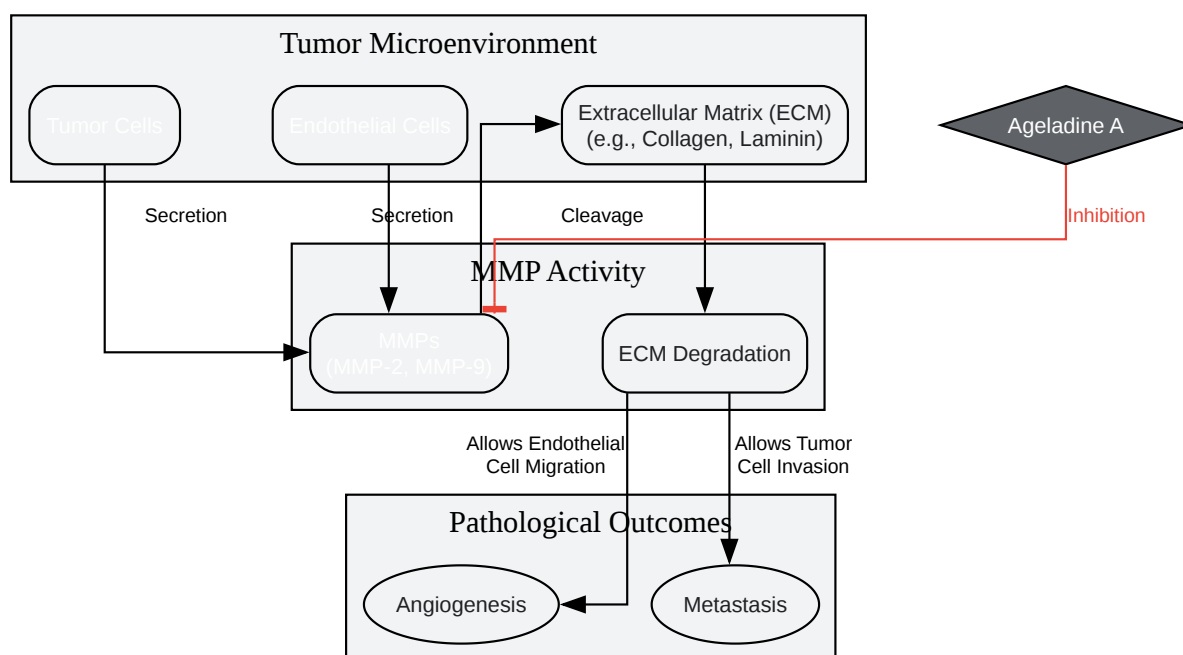 Tumor Microenvironment
Tumor Cells
Endothelial Cells
Extracellular Matrix (ECM)
(e.g., Collagen, Laminin)
Ageladine A
Secretion
Secretion
Cleavage
Inhibition
MMP Activity
MMPs
(MMP-2, MMP-9)
ECM Degradation
Allows Endothelial
Cell Migration
Allows Tumor
Cell Invasion
Pathological Outcomes
Angiogenesis
Metastasis